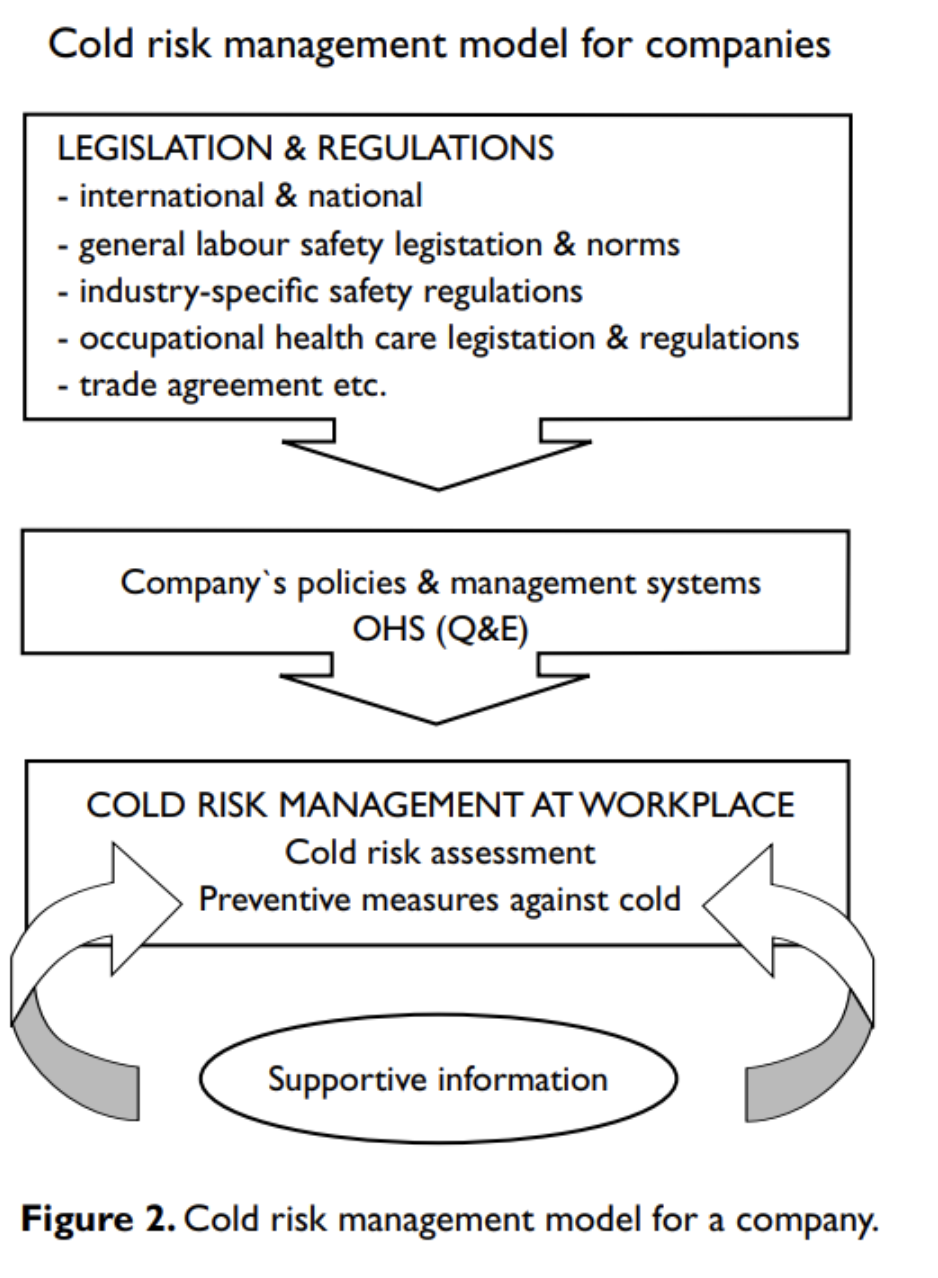 Cold risk management model for companies
LEGISLATION & REGULATIONS
- international & national
- general labour safety legistation & norms
- industry-specific safety regulations
- occupational health care legistation & regulations
- trade agreement etc.
Company`s policies & management systems
OHS (Q&E)
COLD RISK MANAGEMENT AT WORKPLACE
Cold risk assessment
Preventive measures against cold
Supportive information
Figure 2. Cold risk management model for a company.